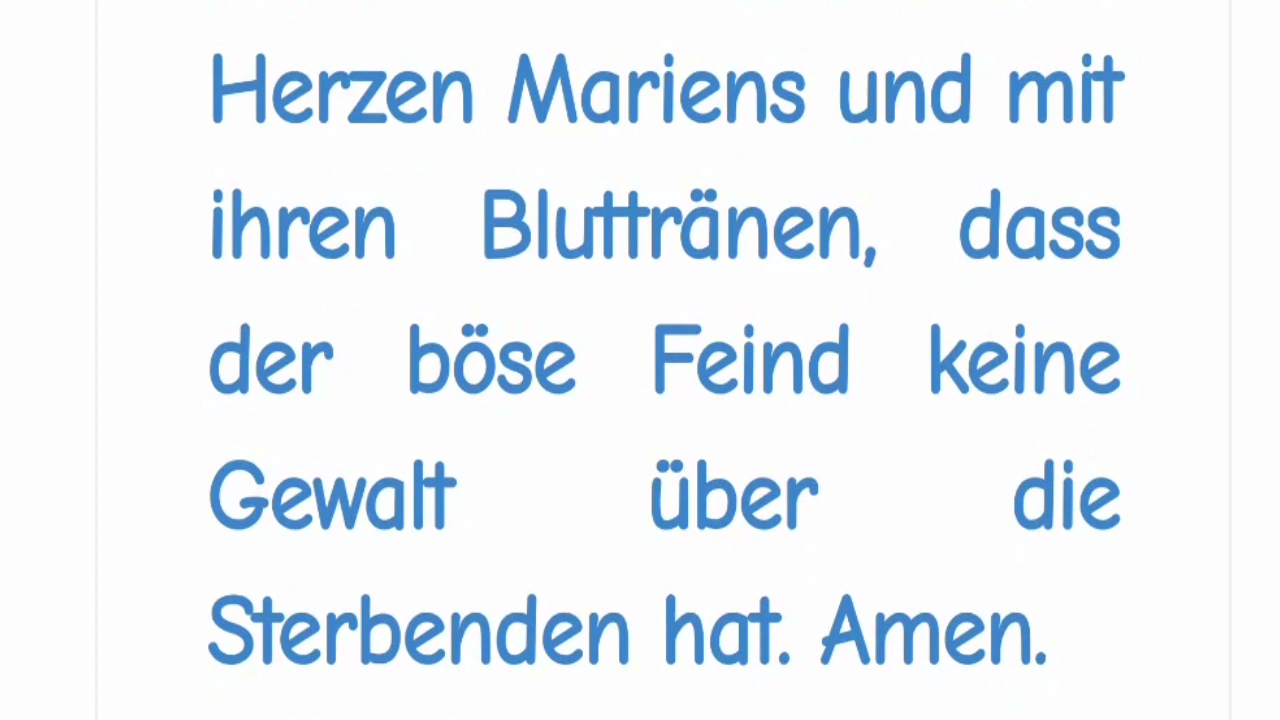 Herzen Mariens und mit
ihren Bluttränen, dass
der böse Feind keine
Gewalt über die
Sterbenden hat. Amen.